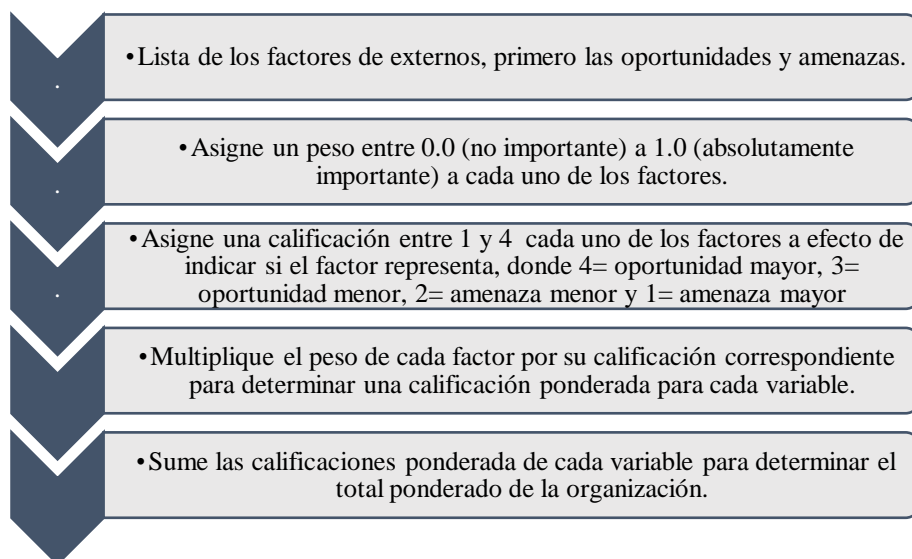 •Lista de los factores de externos, primero las oportunidades y amenazas.
.
•Asigne un peso entre 0.0 (no importante) a 1.0 (absolutamente
importante) a cada uno de los factores.
.
•Asigne una calificación entre 1 y 4 cada uno de los factores a efecto de
indicar si el factor representa, donde 4= oportunidad mayor, 3=
oportunidad menor, 2= amenaza menor y 1= amenaza mayor
.
•Multiplique el peso de cada factor por su calificación correspondiente
para determinar una calificación ponderada para cada variable.
•Sume las calificaciones ponderada de cada variable para determinar el
total ponderado de la organización.